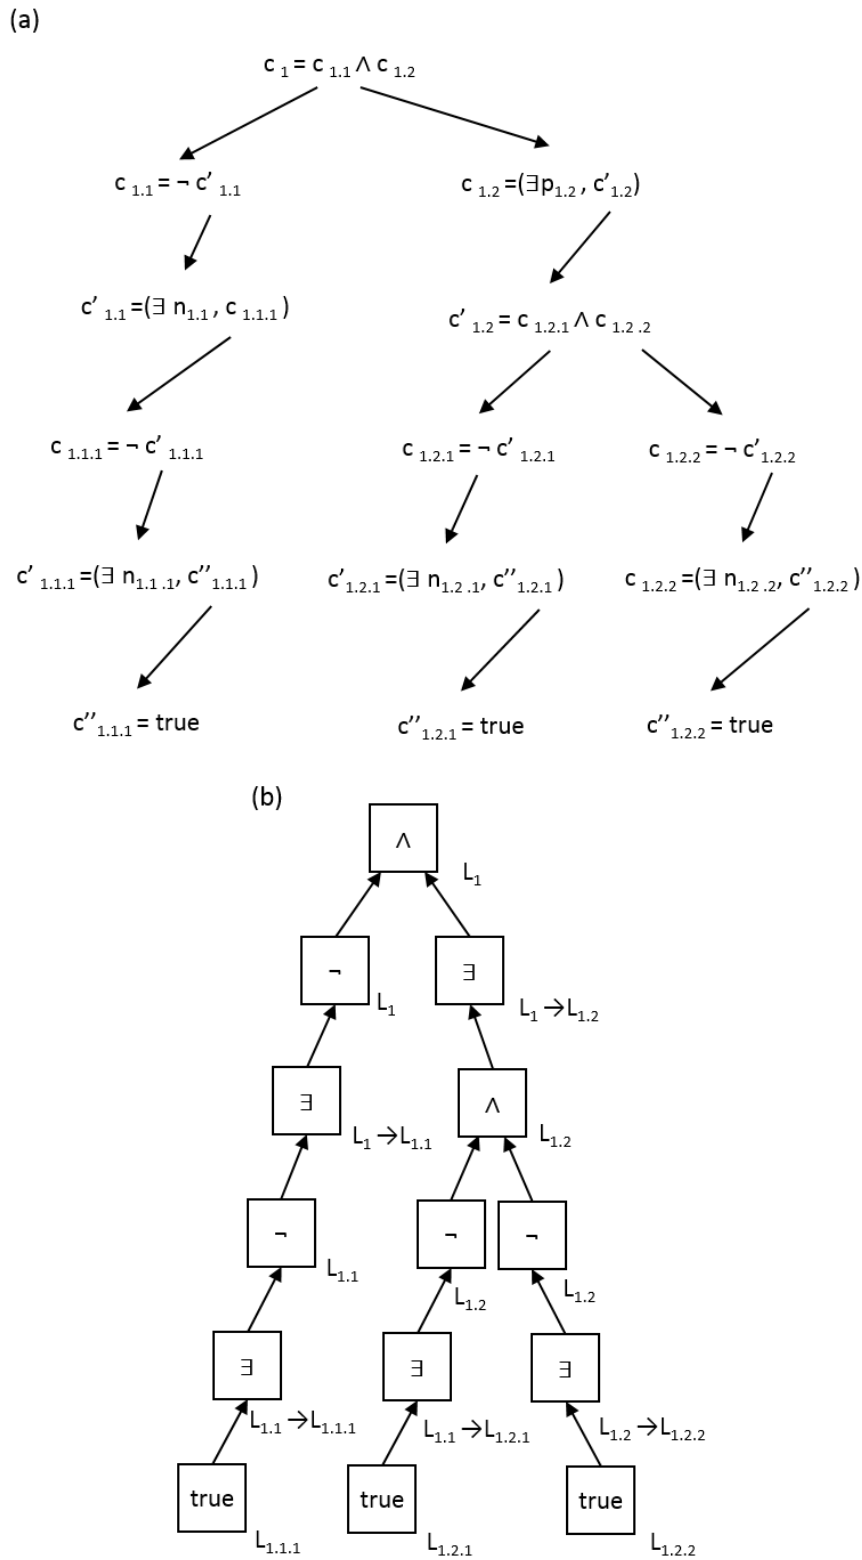 (a)
c 1 = c 1.1 ∧ c 1.2
c 1.1 = ¬ c’ 1.1
c 1.2 =(∃p1.2 , c’1.2)
c’ 1.1 =(∃ n1.1 , c 1.1.1 )
c’ 1.2 = c 1.2.1 ∧ c 1.2 .2
c 1.1.1 = ¬ c’ 1.1.1
c 1.2.1 = ¬ c’ 1.2.1
c 1.2.2 = ¬ c’1.2.2
c’ 1.1.1 =(∃ n1.1 .1, c’’1.1.1 )
c’1.2.1 =(∃ n1.2 .1, c’’1.2.1 )
c 1.2.2 =(∃ n1.2 .2, c’’1.2.2 )
c’’1.1.1 = true
c’’1.2.1 = true
c’’1.2.2 = true
(b)
∧
L1
¬
∃
L1
L1 →L1.2
∃
∧
L1 →L1.1
L1.2
¬
¬
¬
L1.1
L1.2
L1.2
∃
∃
∃
L1.1 →L1.1.1
L1.1 →L1.2.1
L1.2 →L1.2.2
true
true
true
L1.1.1
L1.2.1
L1.2.2